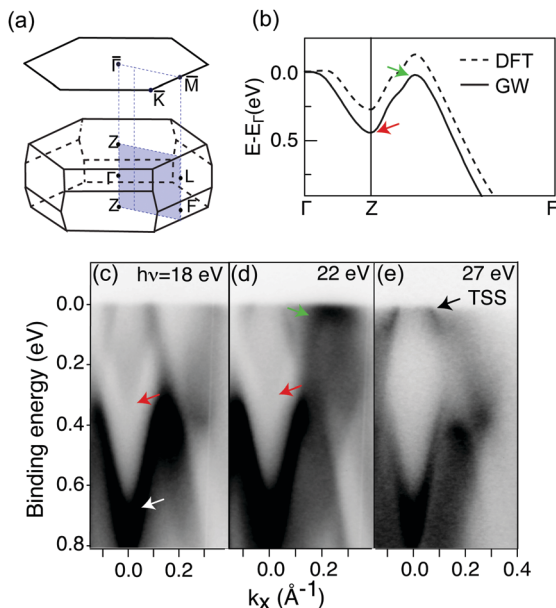 (a)
Γ̄
M̄
K̄
Z
Γ
L
Z
F
(b)
E-E_Γ(eV)
0.0
0.5
DFT
GW
Γ
Z
F
(c) hν=18 eV
(d) 22 eV
(e) 27 eV
TSS
Binding energy (eV)
0.0
0.2
0.4
0.6
0.8
0.0 0.2
0.0 0.2
0.0 0.2 0.4
k_X (Å⁻¹)